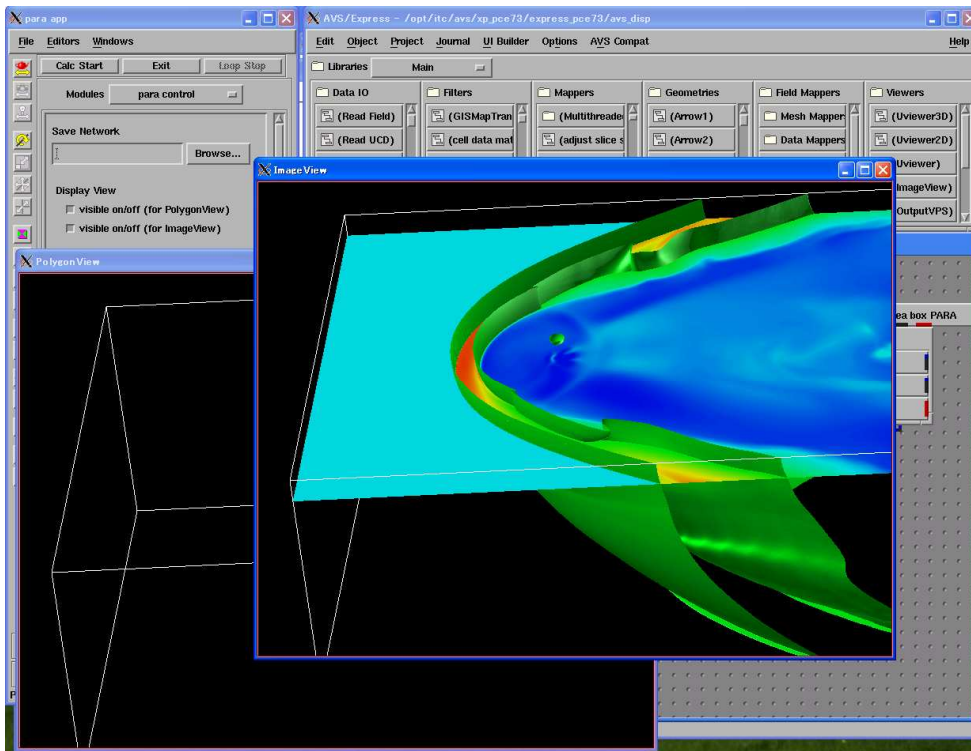 para app
File Editors Windows
Calc Start Exit Loop Stop
Modules para control
Save Network
Browse...
Display View
visible on/off (for PolygonView)
visible on/off (for ImageView)
AVS/Express - /opt/itc/avs/xp_pce73/express_pce73/avs_disp
Edit Object Project Journal UI Builder Options AVS Compat Help
Libraries Main
Data IO Filters Mappers Geometries Field Mappers Viewers
(Read Field) (GISMapTran (Multithreade (Arrow1) Mesh Mapper (Uviewer3D)
(Read UCD) (cell data mat (adjust slice s (Arrow2) Data Mappers (Uviewer2D)
Uviewer)
ImageView)
OutputVPS)
ImageView
PolygonView
ea box PARA
P